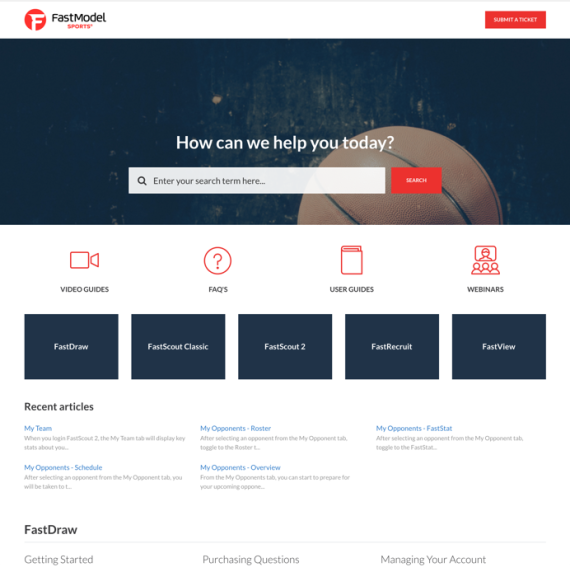 FastModel
SPORTS®
SUBMIT A TICKET
How can we help you today?
Enter your search term here...
SEARCH
VIDEO GUIDES
FAQ'S
USER GUIDES
WEBINARS
FastDraw
FastScout Classic
FastScout 2
FastRecruit
FastView
Recent articles
My Team
When you login FastScout 2, the My Team tab will display key
stats about you...
My Opponents - Roster
After selecting an opponent from the My Opponent tab,
toggle to the Roster t...
My Opponents - FastStat
After selecting an opponent from the My Opponent tab,
toggle to the FastStat...
My Opponents - Schedule
After selecting an opponent from the My Opponent tab, you
will be taken to t...
My Opponents - Overview
From the My Opponents tab, you can start to prepare for
your upcoming oppone...
FastDraw
Getting Started
Purchasing Questions
Managing Your Account